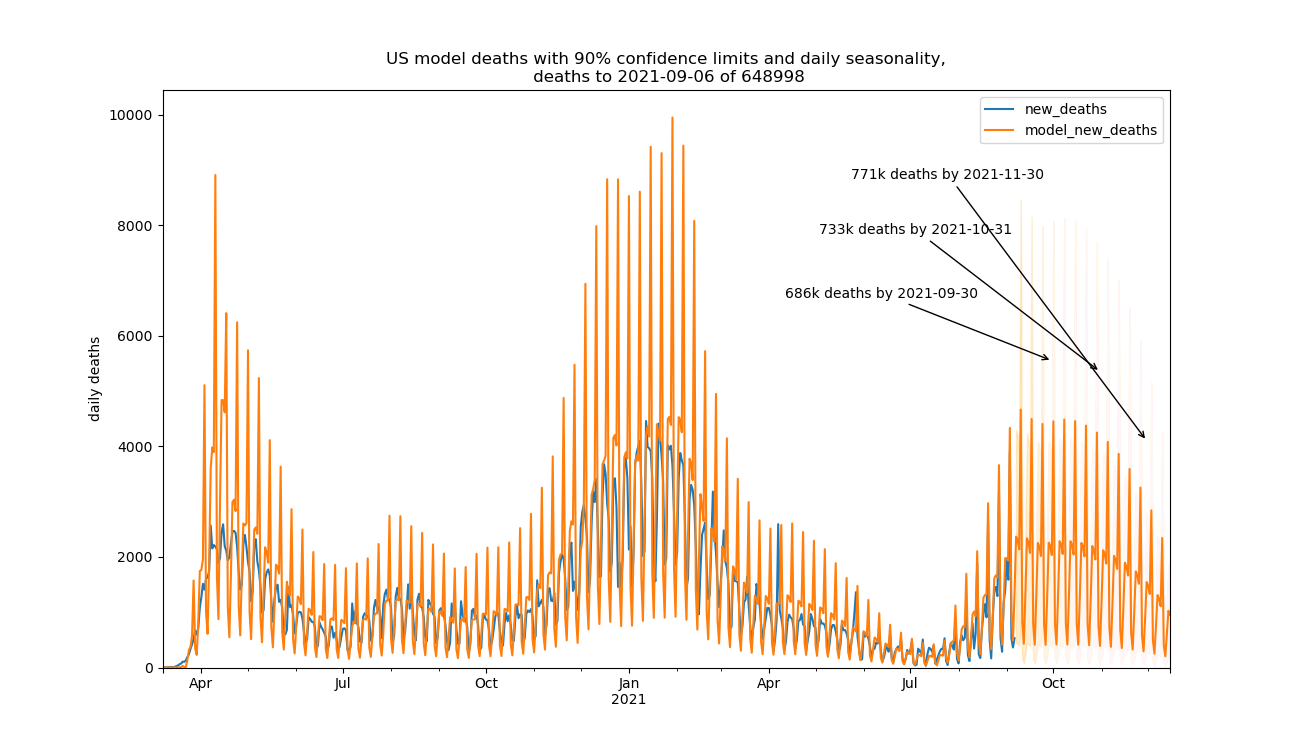 US model deaths with 90% confidence limits and daily seasonality,
deaths to 2021-09-06 of 648998
new_deaths
model_new_deaths
771k deaths by 2021-11-30
733k deaths by 2021-10-31
686k deaths by 2021-09-30
daily deaths
10000
8000
6000
4000
2000
0
Apr
Jul
Oct
Jan
2021
Apr
Jul
Oct